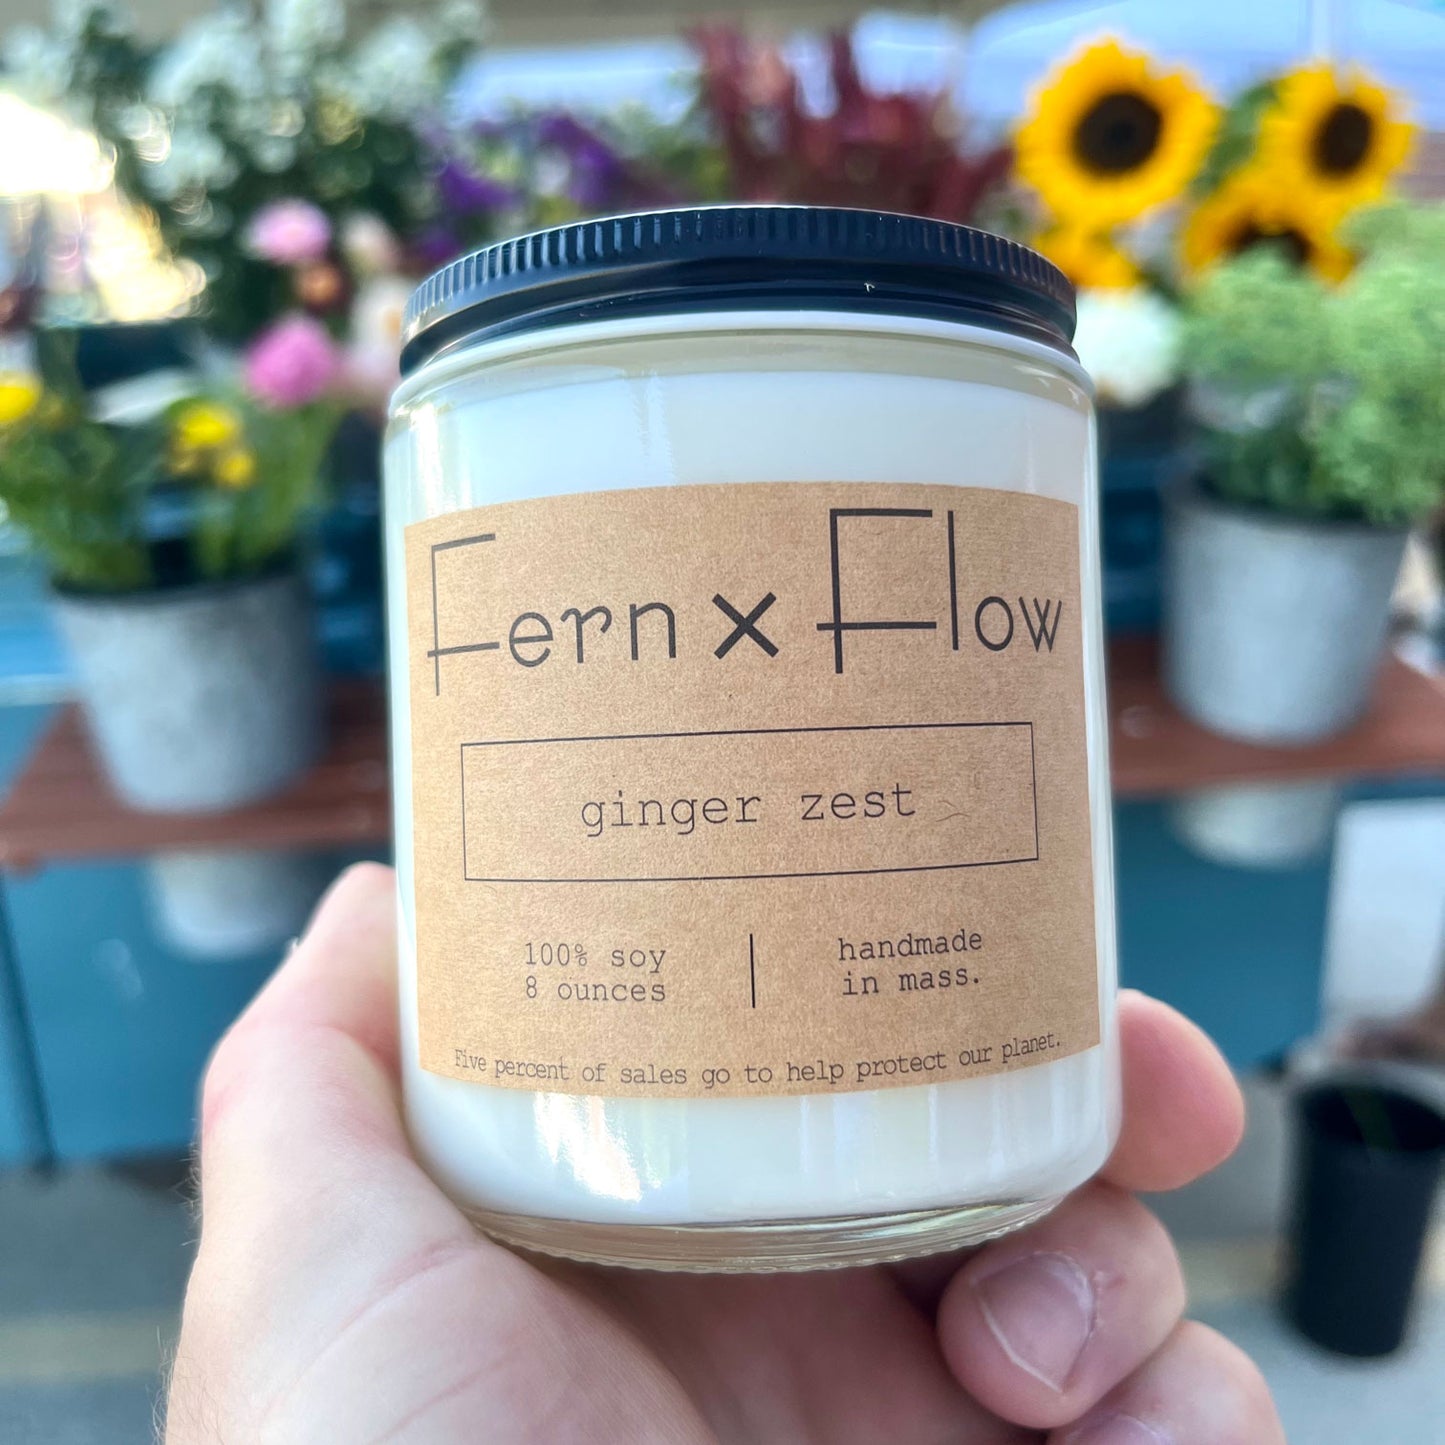 Fern x Flow
ginger zest
100% soy
8 ounces
handmade
in mass.
Five percent of sales go to help protect our planet.